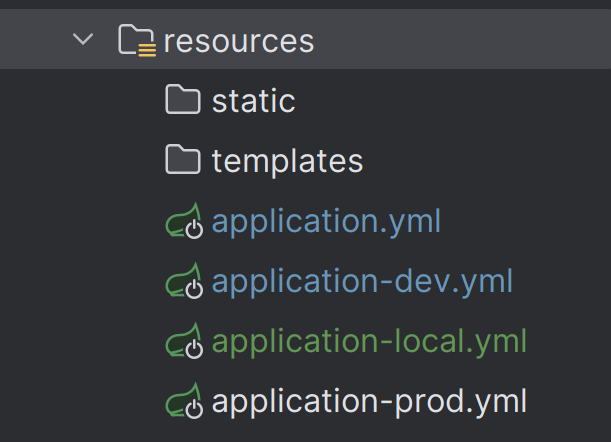 resources
static
templates
application.yml
application-dev.yml
application-local.yml
application-prod.yml